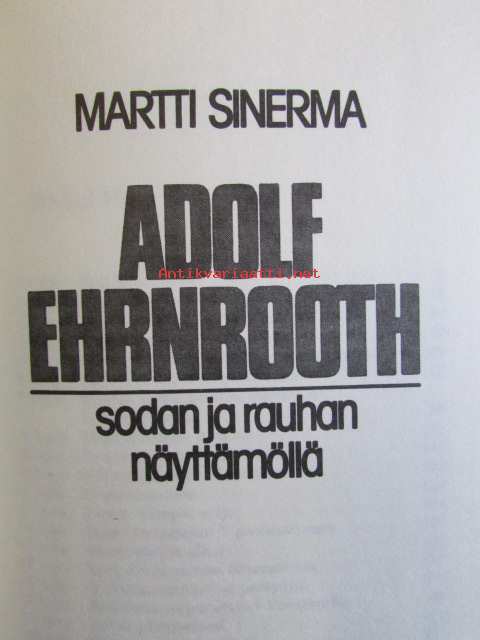 MARTTI SINERMA
ADOLF
Antikvariaatti.net
EHRNROOTH
sodan ja rauhan
näyttämöllä